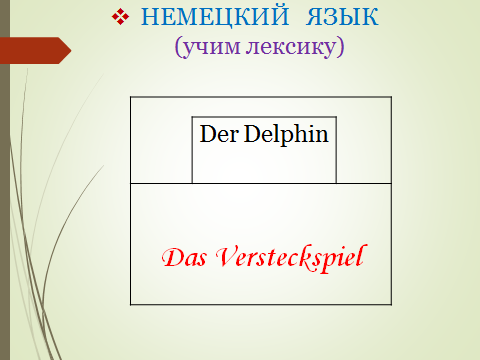 ❖ НЕМЕЦКИЙ ЯЗЫК
(учим лексику)
Der Delphin
Das Versteckspiel